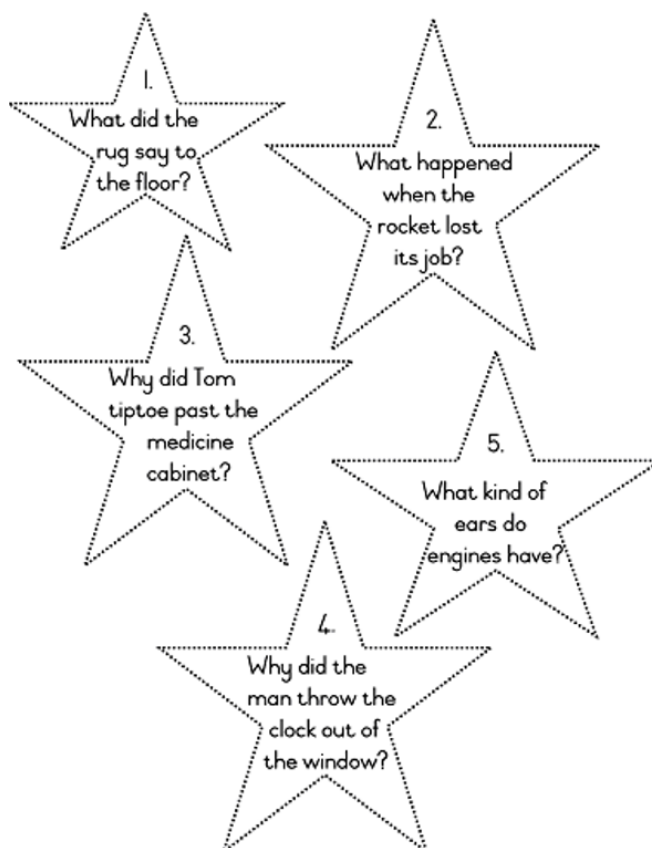 1.
What did the
rug say to
the floor?
2.
What happened
when the
rocket lost
its job?
3.
Why did Tom
tiptoe past the
medicine
cabinet?
5.
What kind of
ears do
engines have?
4.
Why did the
man throw the
clock out of
the window?